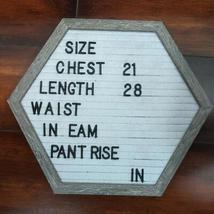 SIZE
CHEST 21
LENGTH 28
WAIST
IN EAM
PANT RISE
IN